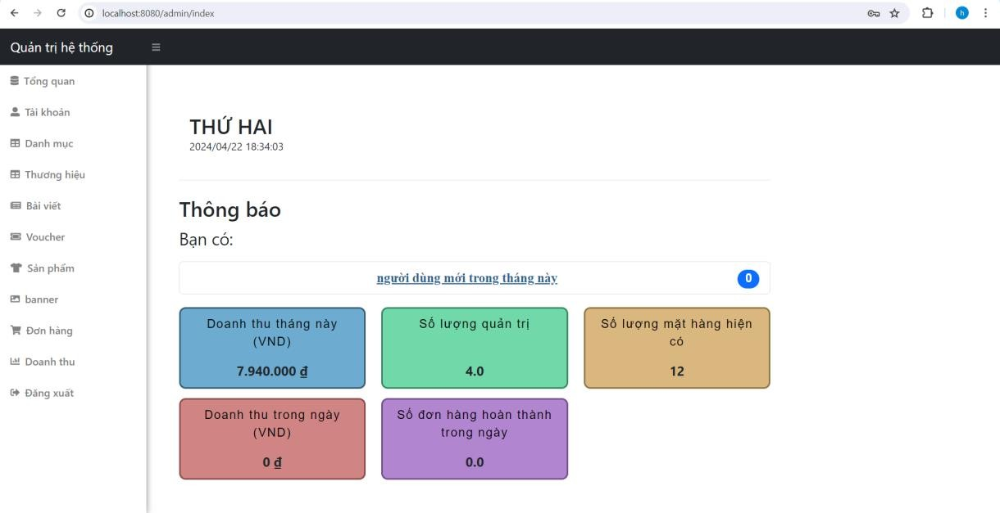 localhost:8080/admin/index
h
Quản trị hệ thống
Tổng quan
Tài khoản
Danh mục
Thương hiệu
Bài viết
Voucher
Sản phẩm
banner
Đơn hàng
Doanh thu
Đăng xuất
THỨ HAI
2024/04/22 18:34:03
Thông báo
Bạn có:
người dùng mới trong tháng này 0
Doanh thu tháng này
(VND)
7.940.000 ₫
Số lượng quản trị
4.0
Số lượng mặt hàng hiện
có
12
Doanh thu trong ngày
(VND)
0 ₫
Số đơn hàng hoàn thành
trong ngày
0.0